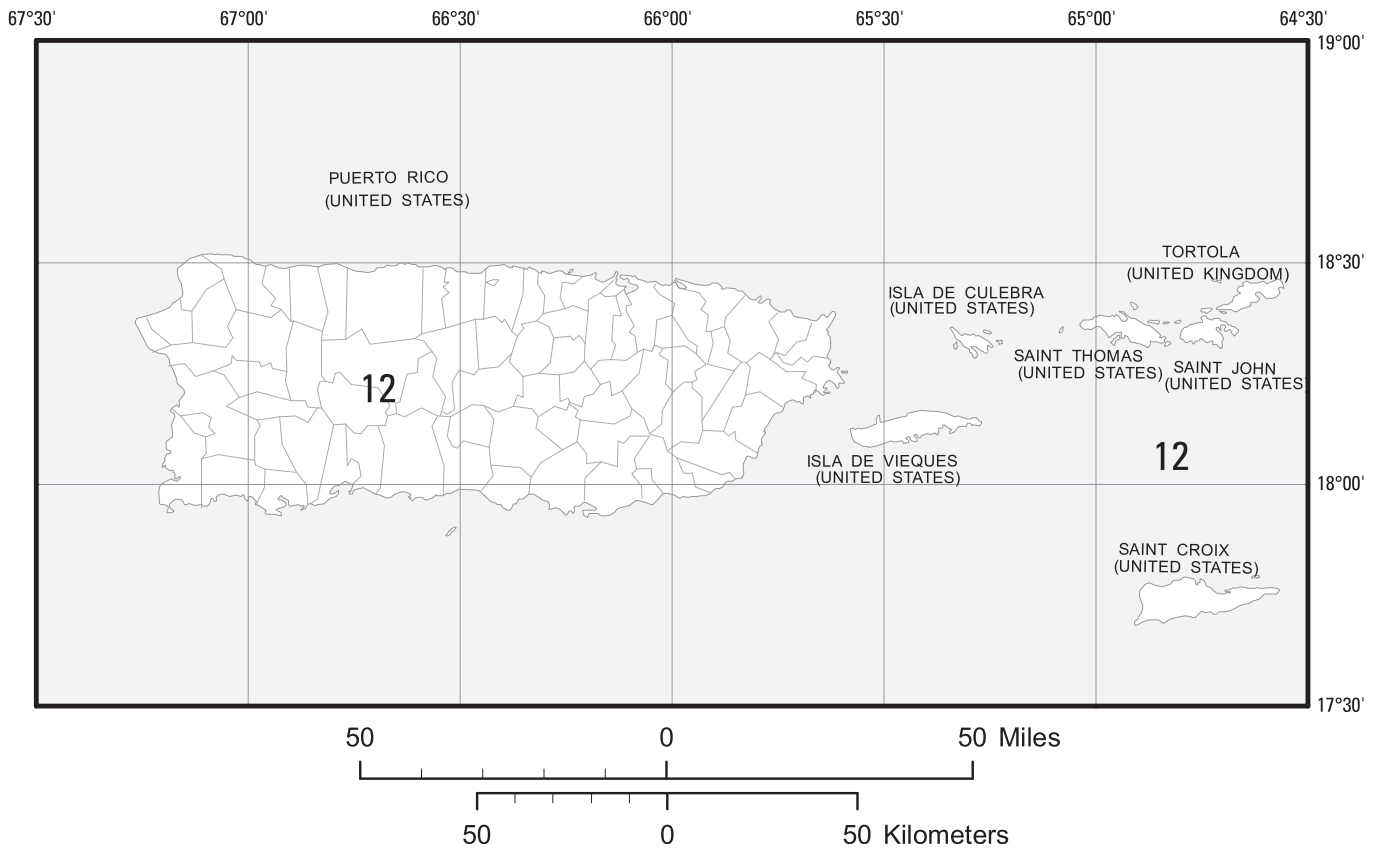 67°30'
67°00'
66°30'
66°00'
65°30'
65°00'
64°30'
19°00'
PUERTO RICO
(UNITED STATES)
TORTOLA
(UNITED KINGDOM)
18°30'
ISLA DE CULEBRA
(UNITED STATES)
SAINT THOMAS
(UNITED STATES)
SAINT JOHN
(UNITED STATES
12
12
ISLA DE VIEQUES
(UNITED STATES)
18°00'
SAINT CROIX
(UNITED STATES)
17°30'
50
0
50 Miles
50
0
50 Kilometers